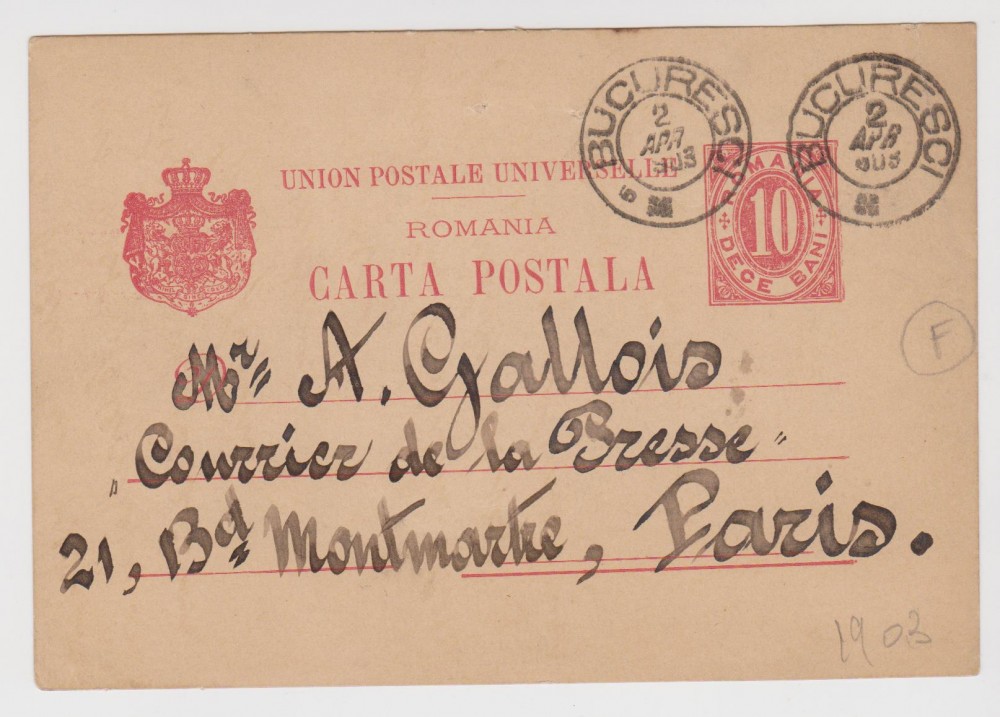 BUCURESCI
2
APR
903
BUCURESCI
2
APR
903
UNION POSTALE UNIVERSELLE
ROMANIA
CARTA POSTALA
ROMANIA
10
DECE BANI
Mr A. Gallois
„Courrier de la Presse"
21, Bd Montmartre, Paris.
F
1903